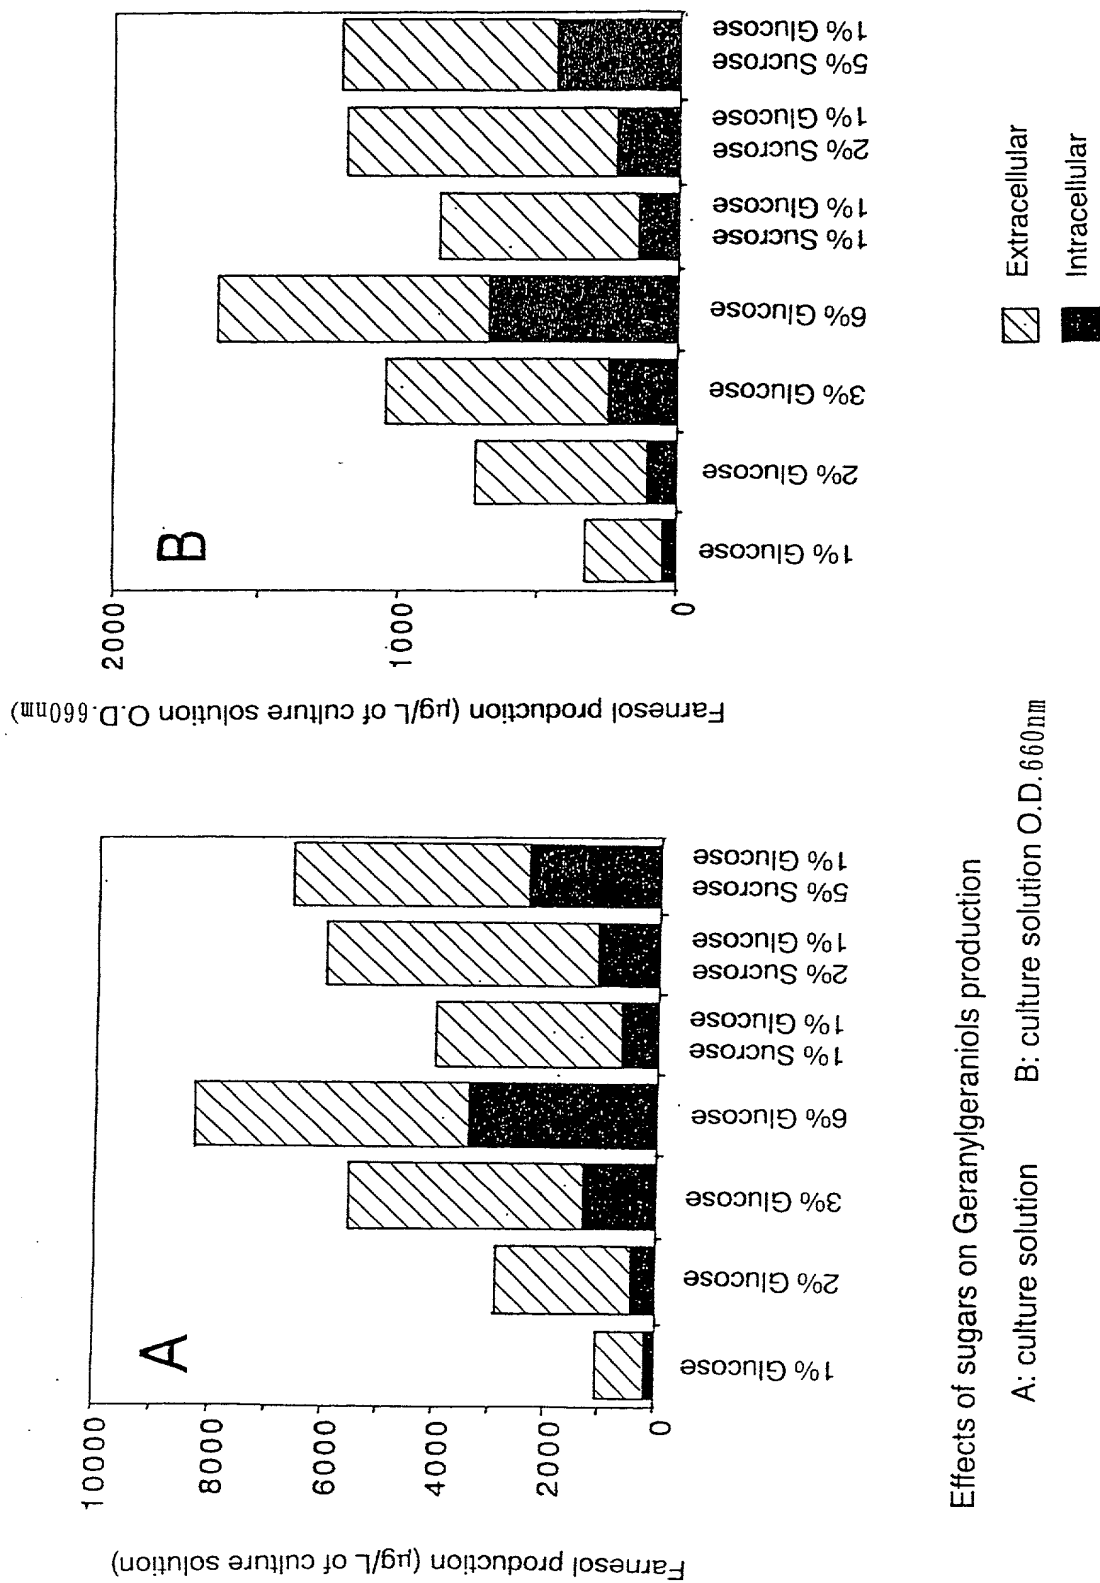 A
Farnesol production (µg/L of culture solution)
10000
8000
6000
4000
2000
0
1% Glucose
2% Glucose
3% Glucose
6% Glucose
1% Sucrose
1% Glucose
2% Sucrose
1% Glucose
5% Sucrose
1% Glucose
B
Farnesol production (µg/L of culture solution O.D.660nm)
2000
1000
0
1% Glucose
2% Glucose
3% Glucose
6% Glucose
1% Sucrose
1% Glucose
2% Sucrose
1% Glucose
5% Sucrose
1% Glucose
Extracellular
Intracellular
Effects of sugars on Geranylgeraniols production
A: culture solution
B: culture solution O.D.660nm